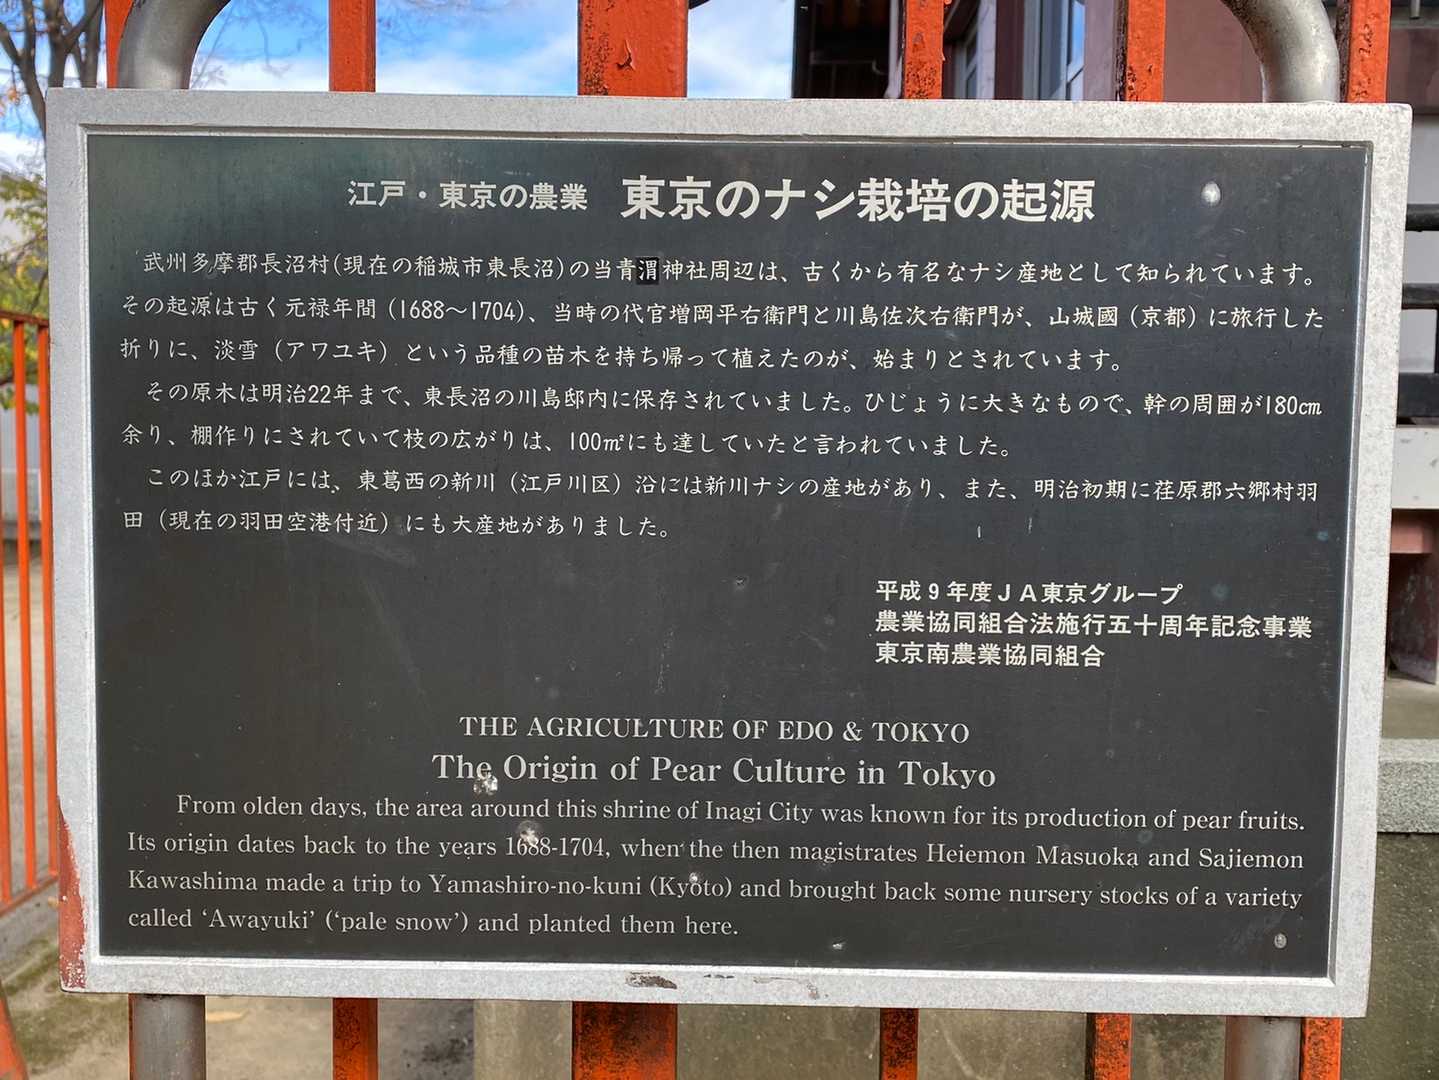 江戸・東京の農業 東京のナシ栽培の起源
武州多摩郡長沼村(現在の稲城市東長沼)の当青渭神社周辺は、古くから有名なナシ産地として知られています。
その起源は古く元禄年間(1688～1704)、当時の代官増岡平右衛門と川島佐次右衛門が、山城國(京都)に旅行した
折りに、淡雪(アワユキ)という品種の苗木を持ち帰って植えたのが、始まりとされています。
その原木は明治22年まで、東長沼の川島邸内に保存されていました。ひじょうに大きなもので、幹の周囲が180cm
余り、棚作りにされていて枝の広がりは、100㎡にも達していたと言われていました。
このほか江戸には、東葛西の新川(江戸川区)沿には新川ナシの産地があり、また、明治初期に荏原郡六郷村羽
田(現在の羽田空港付近)にも大産地がありました。
平成9年度JA東京グループ
農業協同組合法施行五十周年記念事業
東京南農業協同組合
THE AGRICULTURE OF EDO & TOKYO
The Origin of Pear Culture in Tokyo
From olden days, the area around this shrine of Inagi City was known for its production of pear fruits.
Its origin dates back to the years 1688-1704, when the then magistrates Heiemon Masuoka and Sajiemon
Kawashima made a trip to Yamashiro-no-kuni (Kyoto) and brought back some nursery stocks of a variety
called ‘Awayuki’ (‘pale snow’) and planted them here.